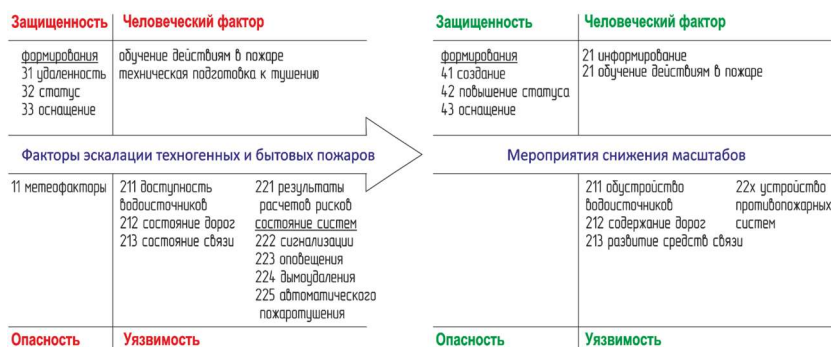 Защищенность Человеческий фактор
формирования
31 удаленность
32 статус
33 оснащение
обучение действиям в пожаре
техническая подготовка к тушению
Факторы эскалации техногенных и бытовых пожаров
11 метеофакторы
211 доступность
водоисточников
212 состояние дорог
213 состояние связи
221 результаты
расчетов рисков
состояние систем
222 сигнализации
223 оповещения
224 дымоудаления
225 автоматического
пожаротушения
Опасность Уязвимость
Защищенность Человеческий фактор
формирования
41 создание
42 повышение статуса
43 оснащение
21 информирование
21 обучение действиям в пожаре
Мероприятия снижения масштабов
211 обустройство
водоисточников
212 содержание дорог
213 развитие средств связи
22х устройство
противопожарных
систем
Опасность Уязвимость